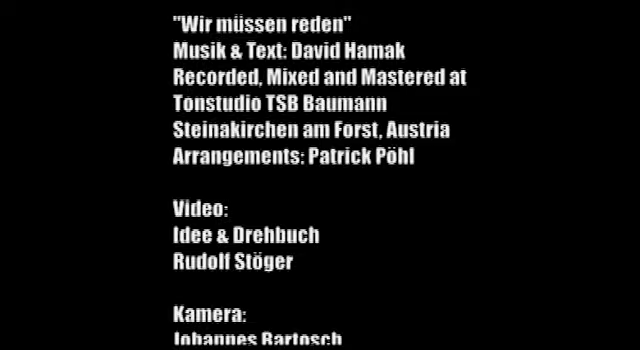 "Wir müssen reden"
Musik & Text: David Hamak
Recorded, Mixed and Mastered at
Tonstudio TSB Baumann
Steinakirchen am Forst, Austria
Arrangements: Patrick Pöhl
Video:
Idee & Drehbuch
Rudolf Stöger
Kamera:
Johannes Bartosch